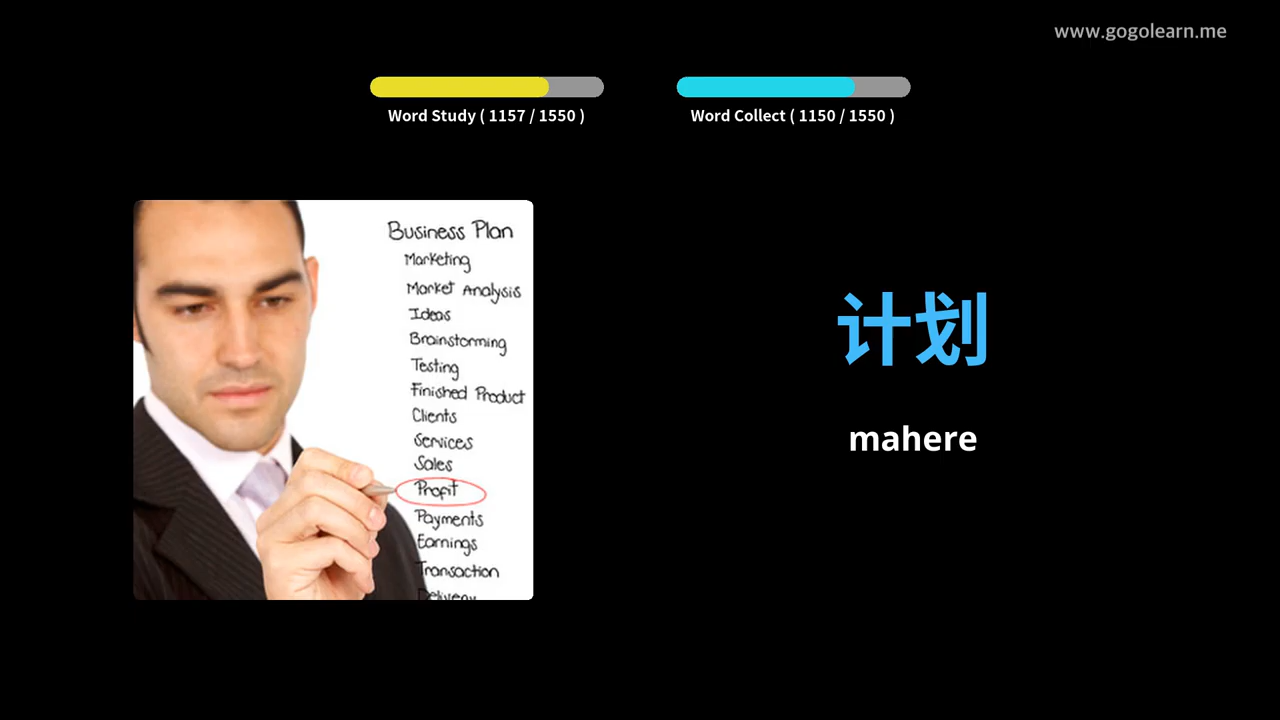 www.gogolearn.me
Word Study ( 1157 / 1550 )
Word Collect ( 1150 / 1550 )
Business Plan
Marketing
Market Analysis
Ideas
Brainstorming
Testing
Finished Product
Clients
Services
Sales
Profit
Payments
Earnings
Transaction
Delivery
计划
mahere